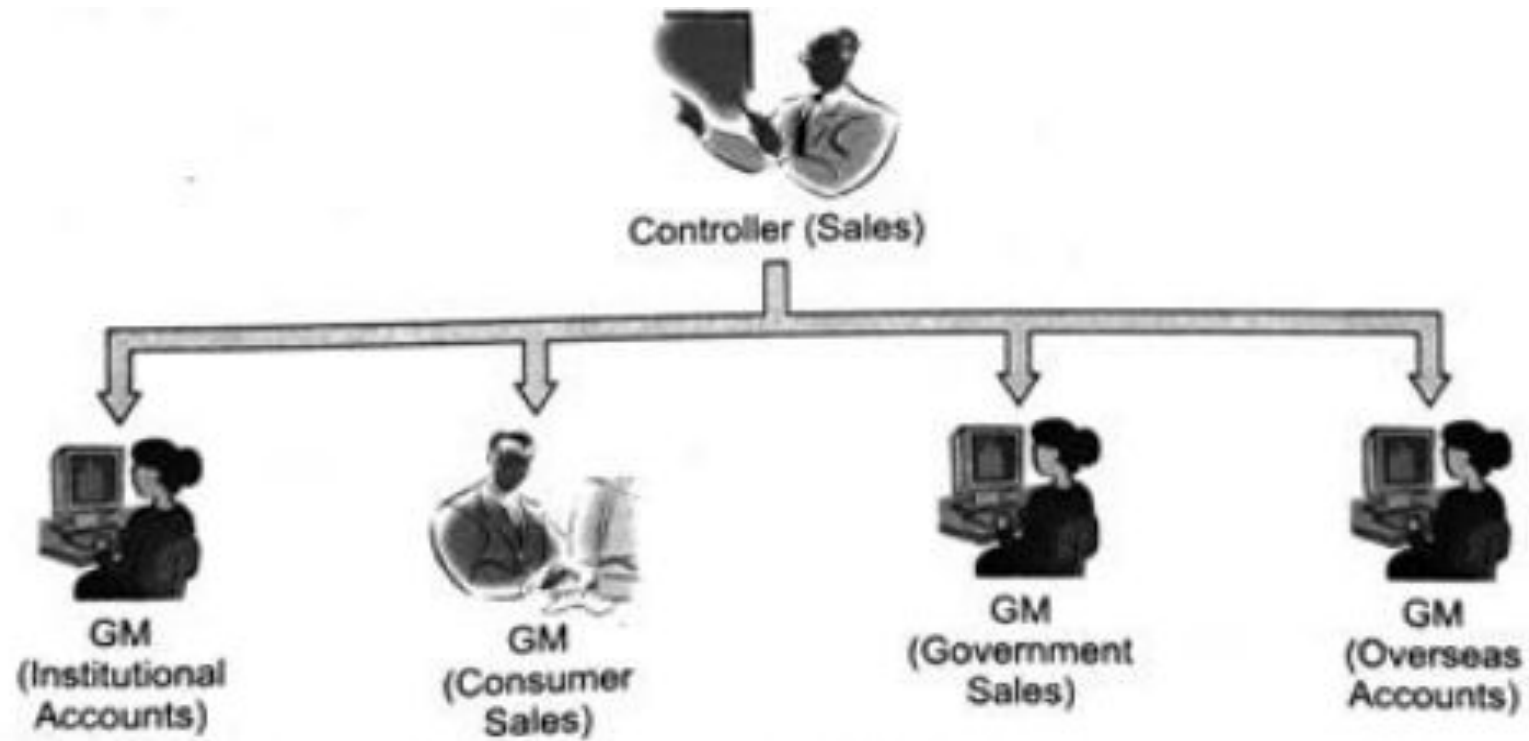 Controller (Sales)
GM
(Institutional
Accounts)
GM
(Consumer
Sales)
GM
(Government
Sales)
GM
(Overseas
Accounts)